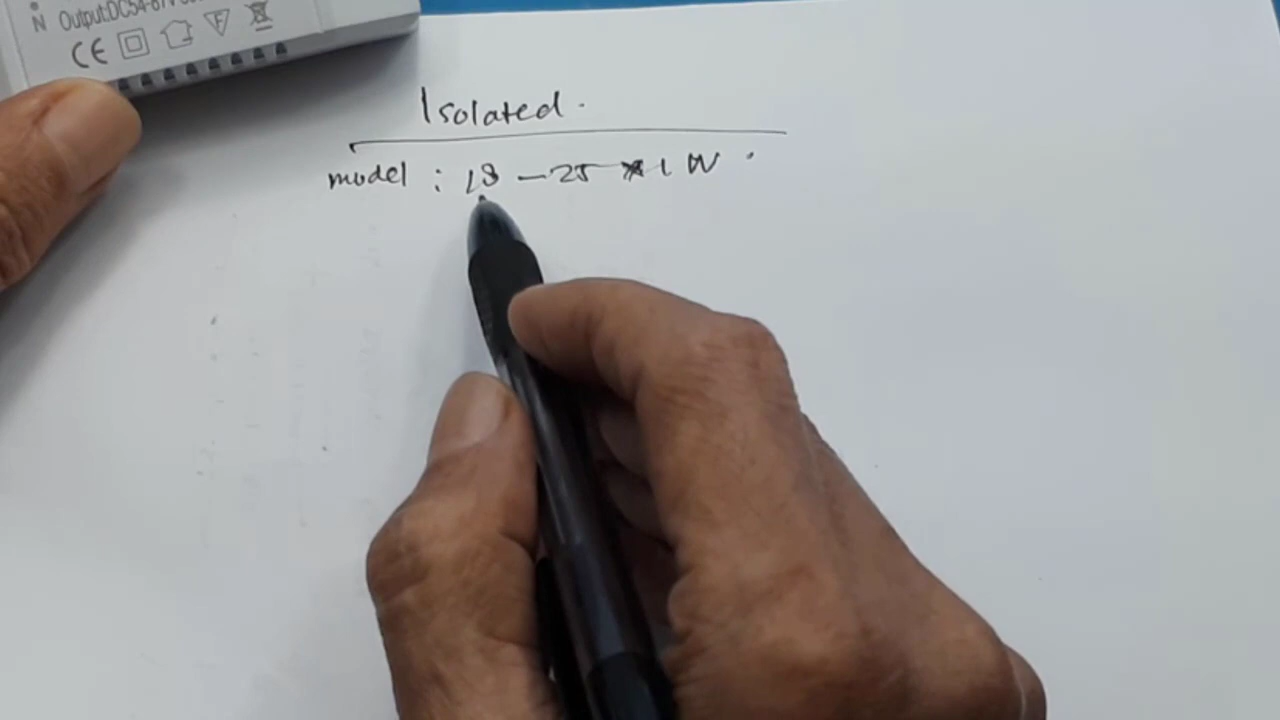 N Output:DC54-87V
CE
F
Isolated.
model : 18 - 25 x 1 W .